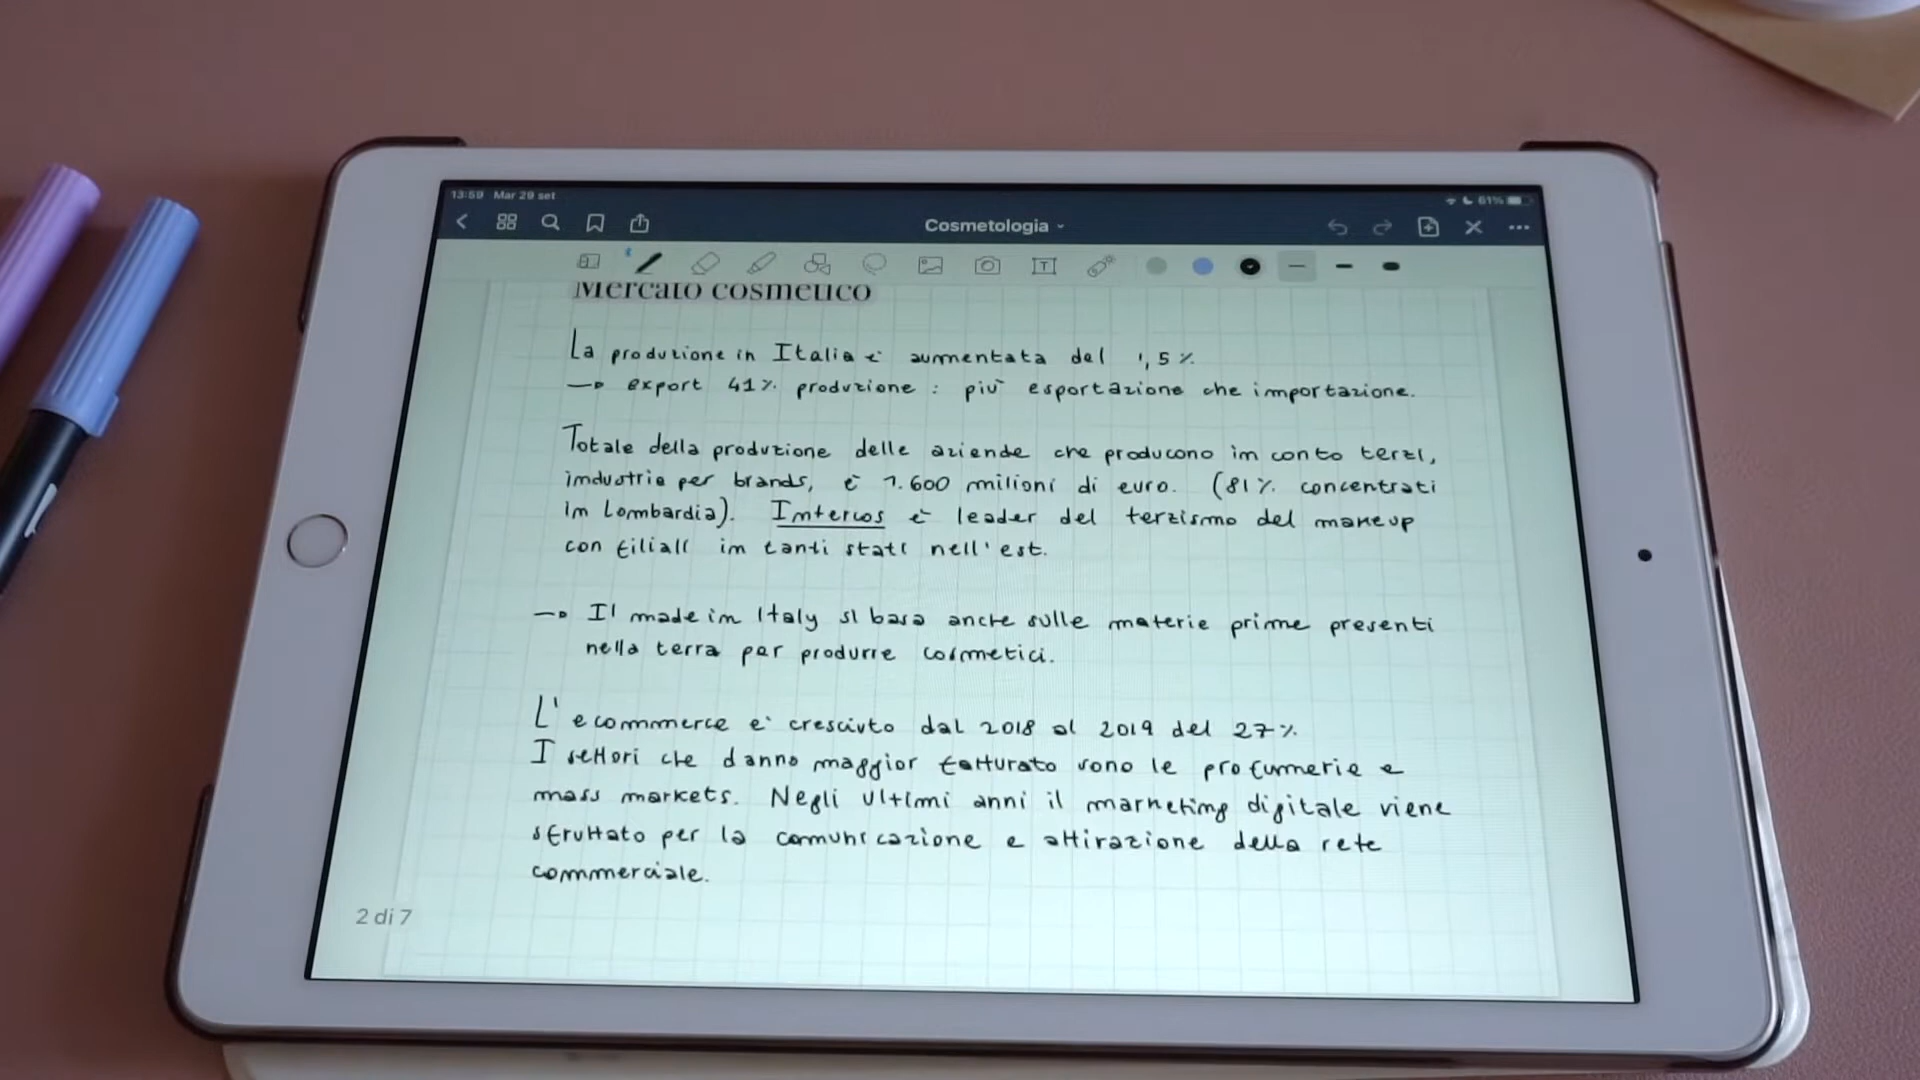 13:59 Mar 29 set
61%
Cosmetologia
Mercato cosmetico
La produzione in Italia è aumentata del 1,5 %
→ export 41% produzione : più esportazione che importazione.
Totale della produzione delle aziende che producono in conto terzi,
industrie per brands, è 1.600 milioni di euro. (81% concentrati
in Lombardia). Intercos è leader del terzismo del makeup
con filiali in tanti stati nell'est.
→ Il made in Italy si basa anche sulle materie prime presenti
nella terra per produrre cosmetici.
L'ecommerce è cresciuto dal 2018 al 2019 del 27%.
I settori che danno maggior fatturato sono le profumerie e
mass markets. Negli ultimi anni il marketing digitale viene
sfruttato per la comunicazione e attirazione della rete
commerciale.
2 di 7